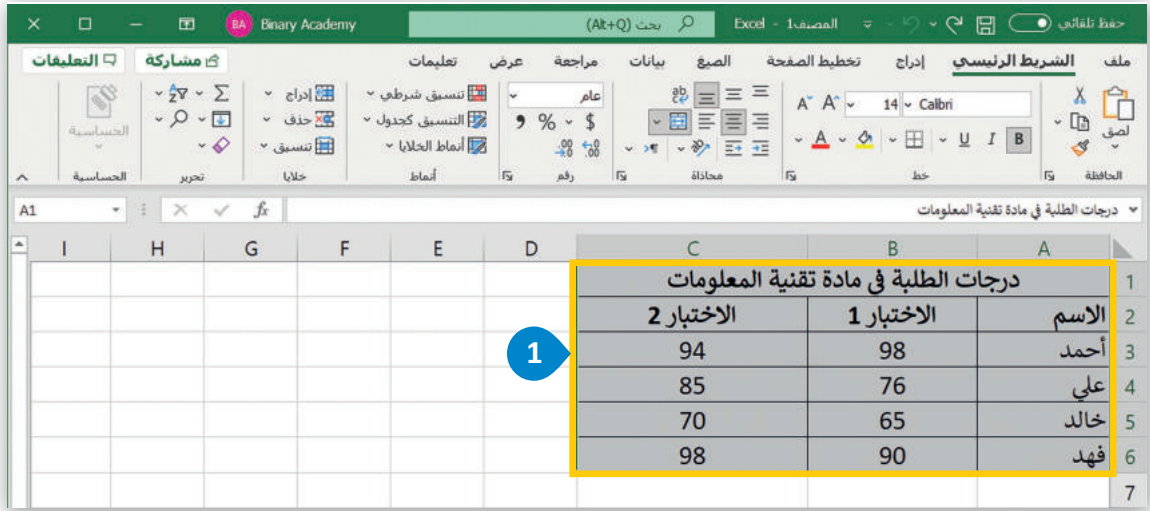 حفظ تلقائي المصنف1 - Excel بحث (Alt+Q) Binary Academy BA
ملف الشريط الرئيسي إدراج تخطيط الصفحة الصيغ بيانات مراجعة عرض تعليمات مشاركة التعليقات
Calibri 14 عام تنسيق شرطي إدراج
لصق B I U $ % التنسيق كجدول حذف الحساسية
أنماط الخلايا تنسيق
الحافظة خط محاذاة رقم أنماط خلايا تحرير الحساسية
درجات الطلبة في مادة تقنية المعلومات fx A1
A B C D E F G H I
1 درجات الطلبة في مادة تقنية المعلومات
2 الاسم الاختبار 1 الاختبار 2
3 أحمد 98 94
1
4 علي 76 85
5 خالد 65 70
6 فهد 90 98
7